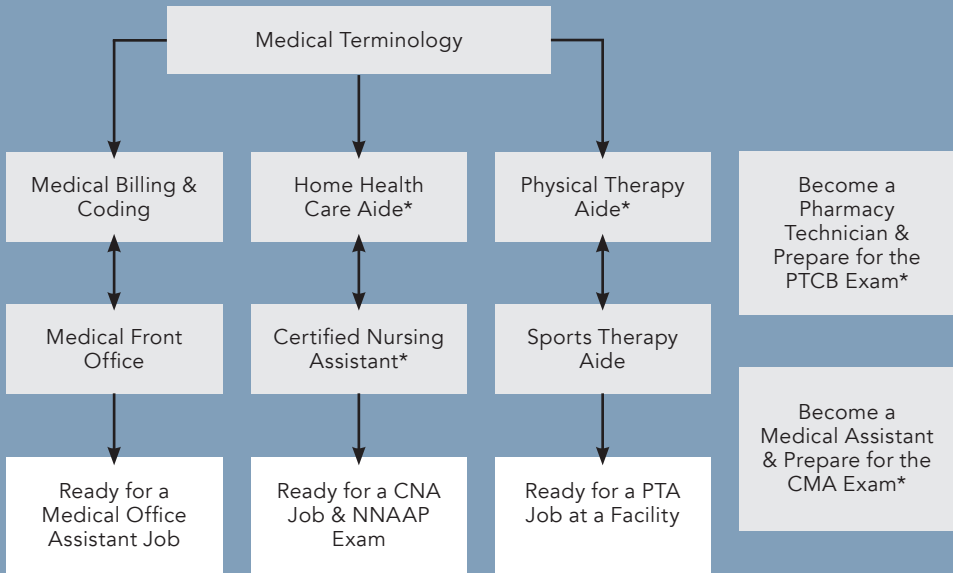 Medical Terminology
Medical Billing &
Coding
Home Health
Care Aide*
Physical Therapy
Aide*
Become a
Pharmacy
Technician &
Prepare for the
PTCB Exam*
Medical Front
Office
Certified Nursing
Assistant*
Sports Therapy
Aide
Become a
Medical Assistant
& Prepare for the
CMA Exam*
Ready for a
Medical Office
Assistant Job
Ready for a CNA
Job & NNAAP
Exam
Ready for a PTA
Job at a Facility